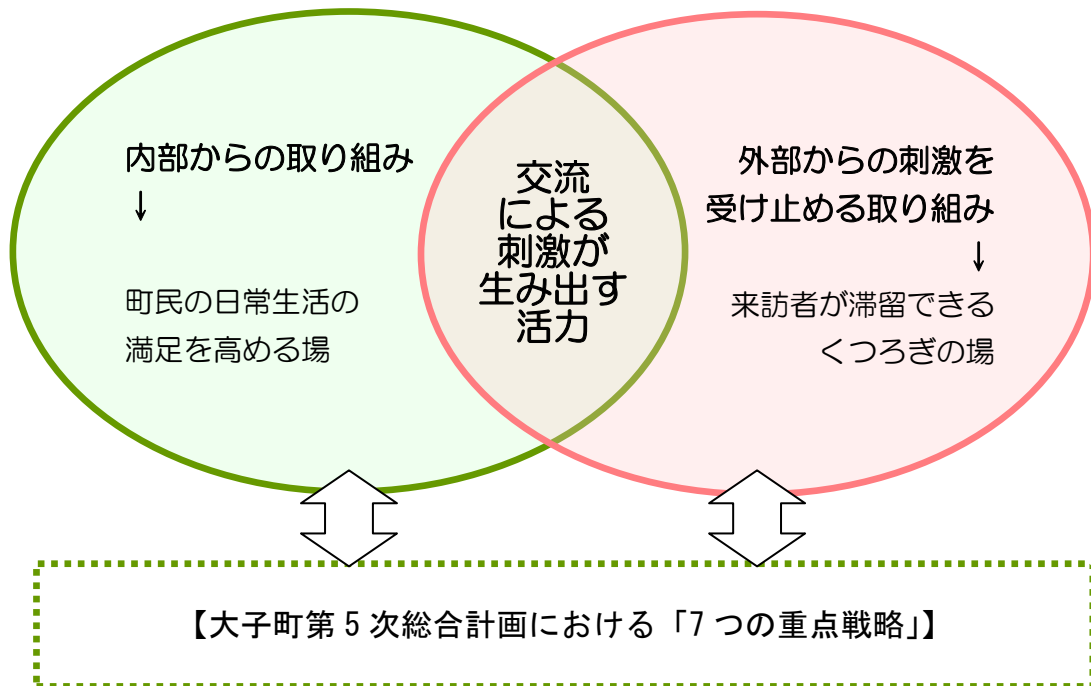 内部からの取り組み
↓
町民の日常生活の
満足を高める場
交流
による
刺激が
生み出す
活力
外部からの刺激を
受け止める取り組み
↓
来訪者が滞留できる
くつろぎの場
【大子町第5次総合計画における「7つの重点戦略」】